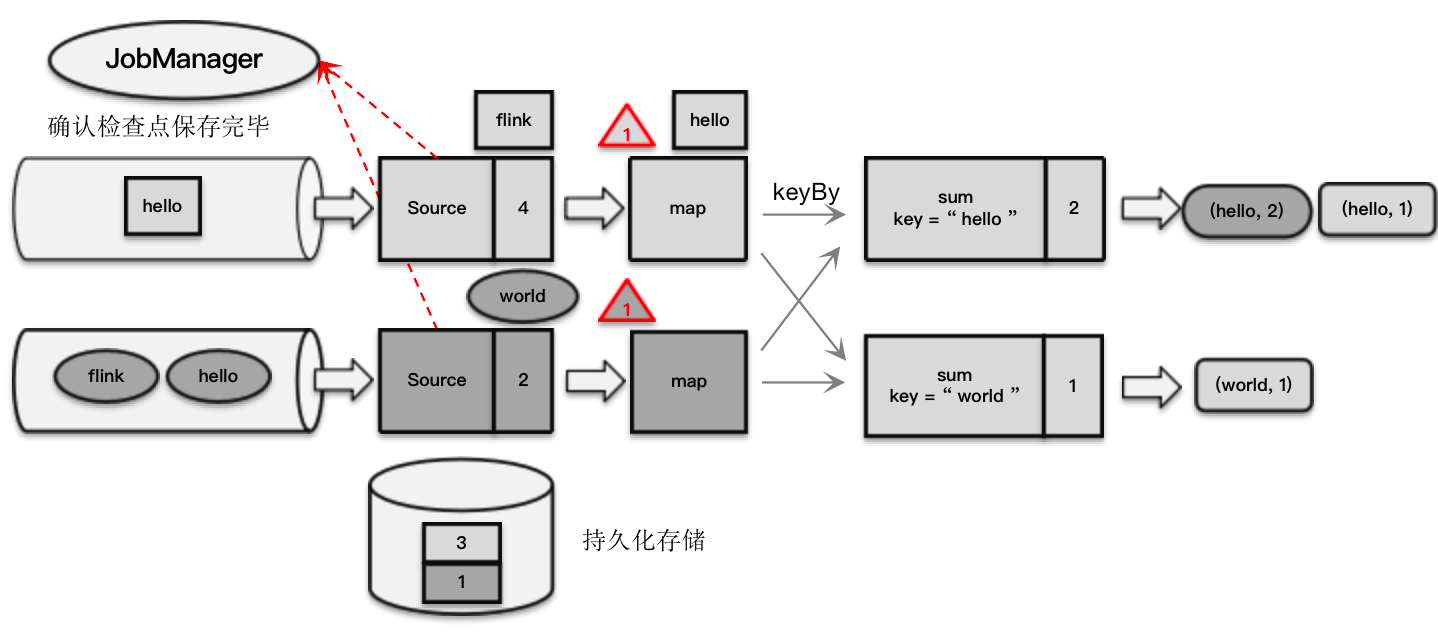 JobManager
确认检查点保存完毕
flink
1
hello
hello
Source
4
map
keyBy
sum
key = “ hello ”
2
(hello, 2)
(hello, 1)
world
1
flink
hello
Source
2
map
sum
key = “ world ”
1
(world, 1)
3
1
持久化存储